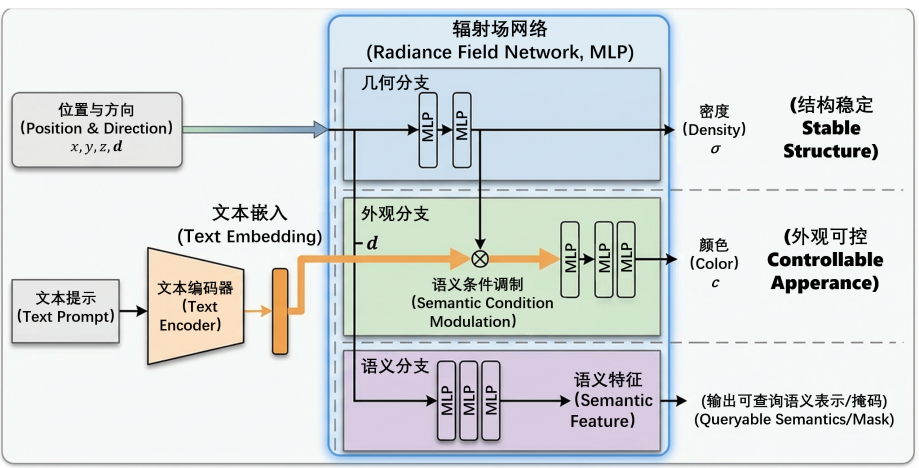 辐射场网络
(Radiance Field Network, MLP)
几何分支
MLP
MLP
位置与方向
(Position & Direction)
x, y, z, d
密度
(Density)
σ
(结构稳定
Stable
Structure)
文本嵌入
(Text Embedding)
外观分支
d
MLP
MLP
MLP
语义条件调制
(Semantic Condition
Modulation)
颜色
(Color)
c
(外观可控
Controllable
Apperance)
文本提示
(Text Prompt)
文本编码器
(Text
Encoder)
语义分支
MLP
MLP
MLP
语义特征
(Semantic
Feature)
(输出可查询语义表示/掩码)
(Queryable Semantics/Mask)